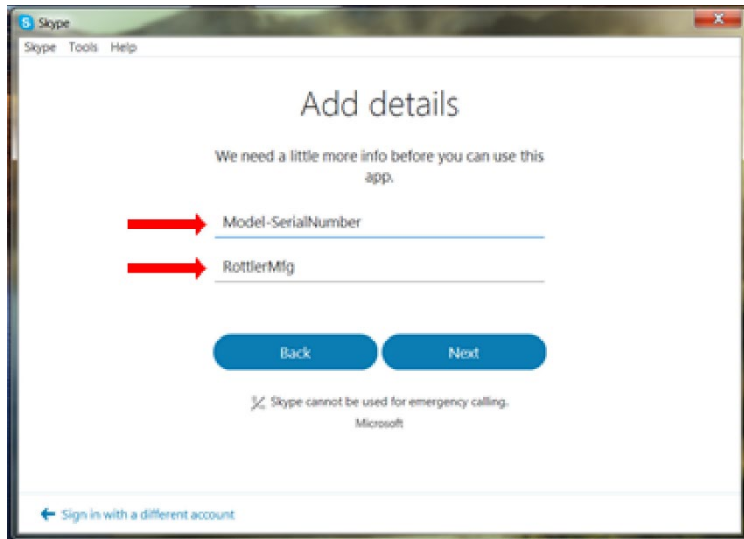 Skype
Skype Tools Help
Add details
We need a little more info before you can use this
app.
Model-SerialNumber
RottlerMfg
Back Next
Skype cannot be used for emergency calling.
Microsoft
Sign in with a different account